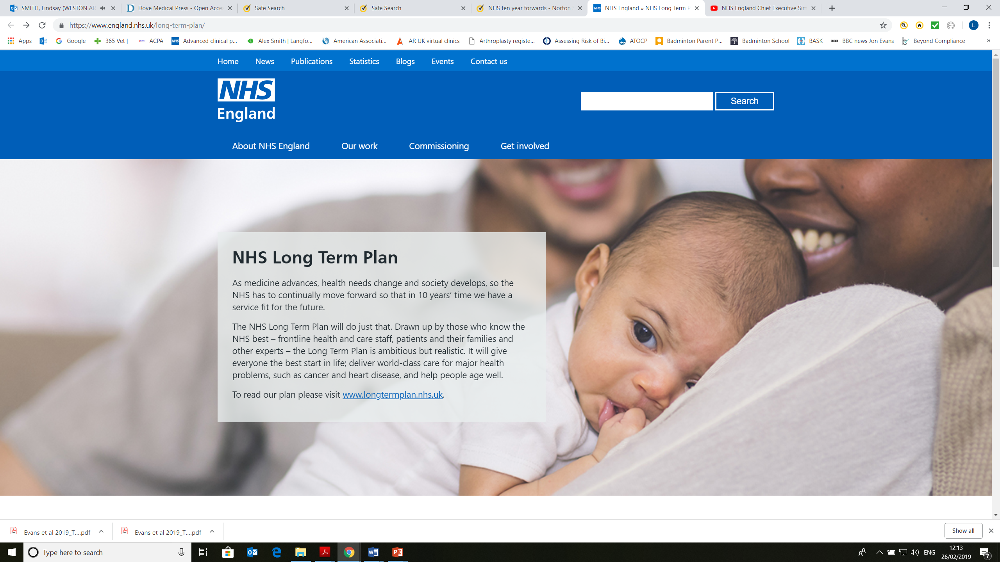 SMITH, Lindsay (WESTON AR
Dove Medical Press - Open Acce
Safe Search
Safe Search
NHS ten year forwards - Norton S
NHS England » NHS Long Term P
NHS England Chief Executive Sim
https://www.england.nhs.uk/long-term-plan/
L
Apps Google 365 Vet | ACPA Advanced clinical p... Alex Smith | Langfo... American Associati... AR UK virtual clinics Arthroplasty registe... Assessing Risk of Bi... ATOCP Badminton Parent P... Badminton School BASK BBC news Jon Evans Beyond Compliance »
Home News Publications Statistics Blogs Events Contact us
NHS
England
Search
About NHS England Our work Commissioning Get involved
NHS Long Term Plan
As medicine advances, health needs change and society develops, so the
NHS has to continually move forward so that in 10 years’ time we have a
service fit for the future.
The NHS Long Term Plan will do just that. Drawn up by those who know the
NHS best – frontline health and care staff, patients and their families and
other experts – the Long Term Plan is ambitious but realistic. It will give
everyone the best start in life; deliver world-class care for major health
problems, such as cancer and heart disease, and help people age well.
To read our plan please visit www.longtermplan.nhs.uk.
Evans et al 2019_T....pdf
Evans et al 2019_T....pdf
Show all
Type here to search
ENG
12:13
26/02/2019
7